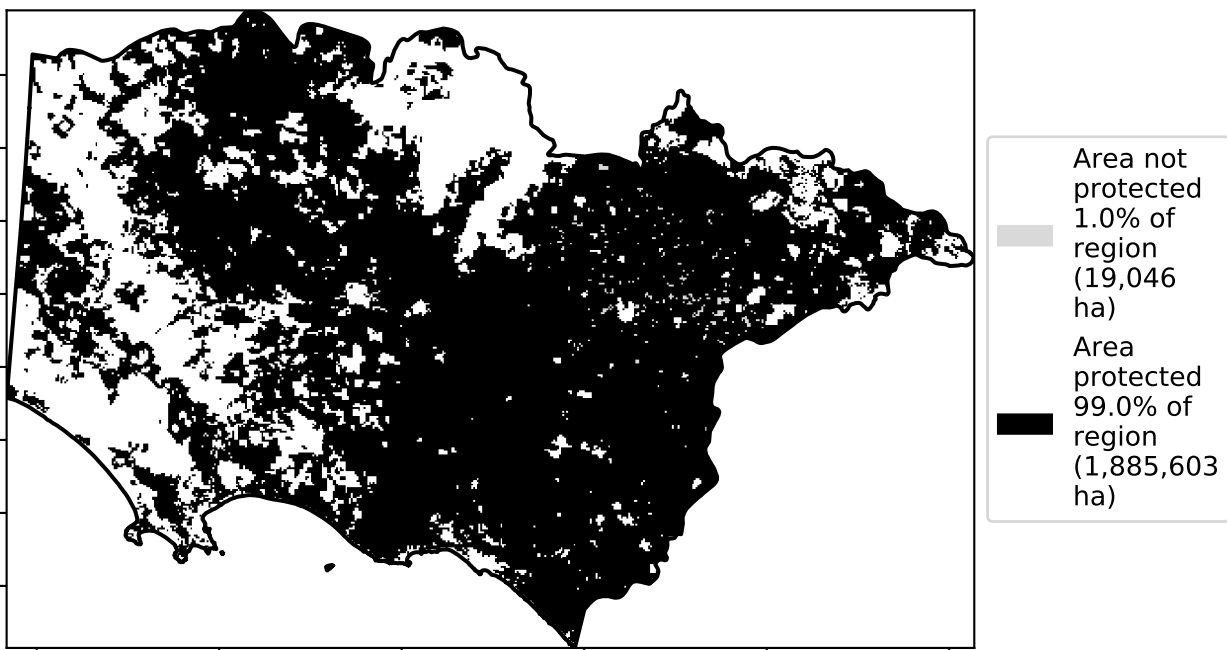 Area not
protected
1.0% of
region
(19,046
ha)
Area
protected
99.0% of
region
(1,885,603
ha)